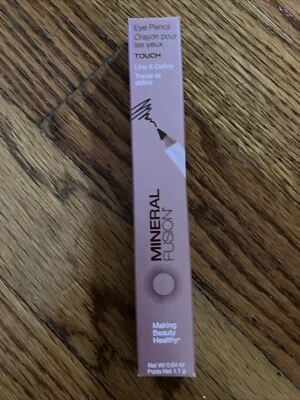 Eye Pencil
Crayon pour
les yeux
TOUCH
Line & Define
Tracer et
définir
MINERAL
FUSION®
Making
Beauty
Healthy®
Net Wt 0.04 oz
Poids Net 1.1 g